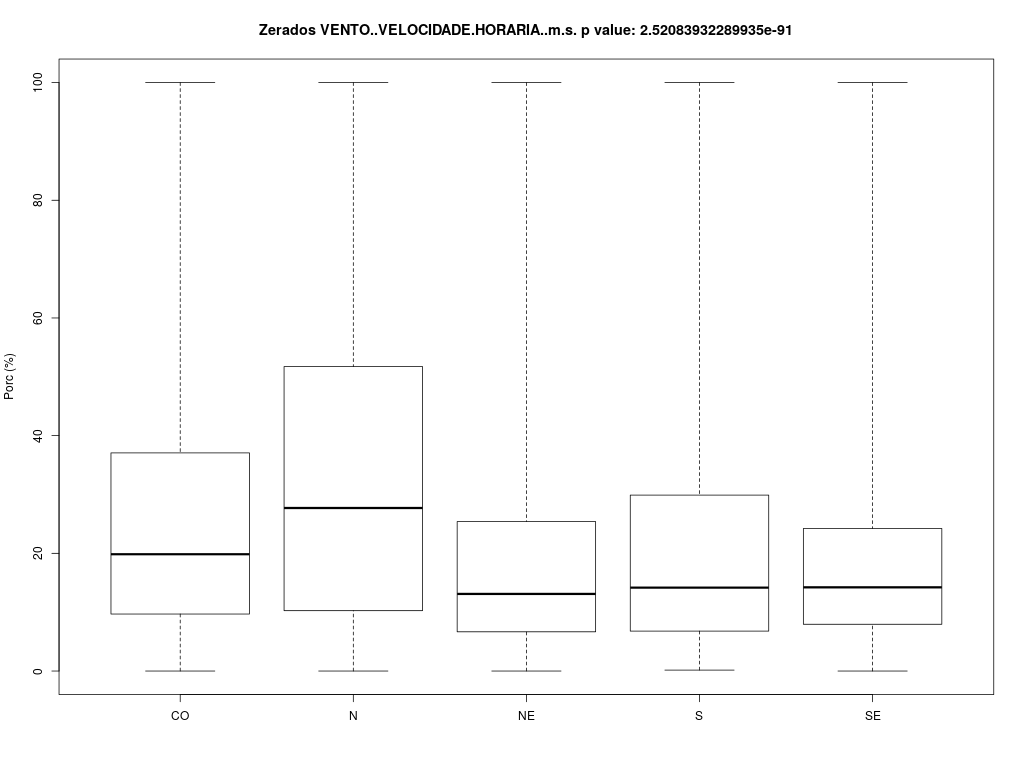 Zerados VENTO..VELOCIDADE.HORARIA..m.s. p value: 2.52083932289935e-91
Porc (%)
100
80
60
40
20
0
CO N NE S SE